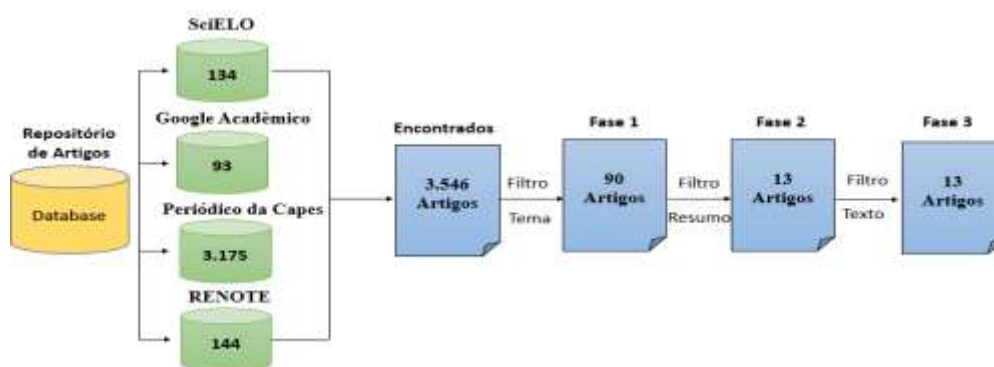 SciELO
134
Google Acadêmico
93
Periódico da Capes
3.175
RENOTE
144
Repositório
de Artigos
Database
Encontrados
3.546
Artigos
Filtro
Tema
Fase 1
90
Artigos
Filtro
Resumo
Fase 2
13
Artigos
Filtro
Texto
Fase 3
13
Artigos